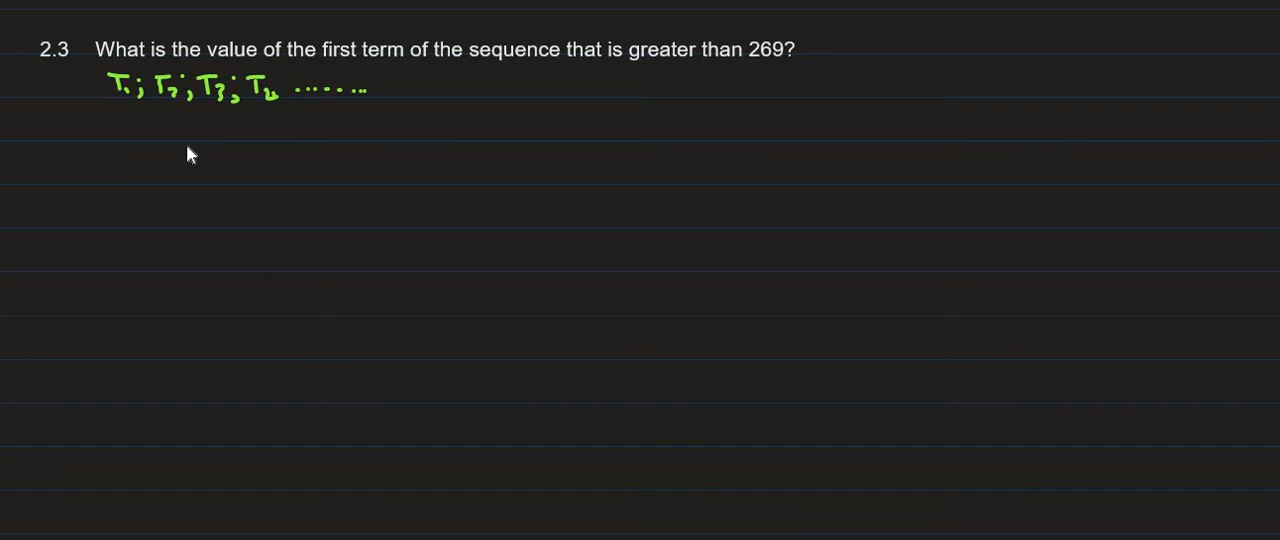 2.3 What is the value of the first term of the sequence that is greater than 269?
T₁; T₂; T₃; T₄ ........